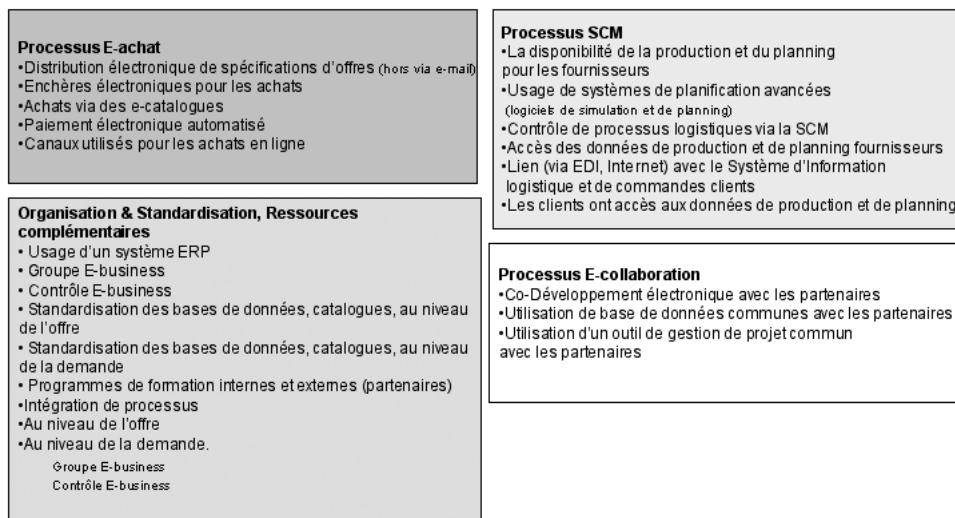 Processus E-achat
•Distribution électronique de spécifications d'offres (hors via e-mail)
•Enchères électroniques pour les achats
•Achats via des e-catalogues
•Paiement électronique automatisé
•Canaux utilisés pour les achats en ligne
Organisation & Standardisation, Ressources
complémentaires
• Usage d'un système ERP
• Groupe E-business
• Contrôle E-business
• Standardisation des bases de données, catalogues, au niveau
de l'offre
• Standardisation des bases de données, catalogues, au niveau
de la demande
• Programmes de formation internes et externes (partenaires)
•Intégration de processus
•Au niveau de l'offre
•Au niveau de la demande.
Groupe E-business
Contrôle E-business
Processus SCM
•La disponibilité de la production et du planning
pour les fournisseurs
•Usage de systèmes de planification avancées
(logiciels de simulation et de planning)
•Contrôle de processus logistiques via la SCM
•Accès des données de production et de planning fournisseurs
•Lien (via EDI, Internet) avec le Système d'Information
logistique et de commandes clients
•Les clients ont accès aux données de production et de planning
Processus E-collaboration
•Co-Développement électronique avec les partenaires
•Utilisation de base de données communes avec les partenaires
•Utilisation d'un outil de gestion de projet commun
avec les partenaires